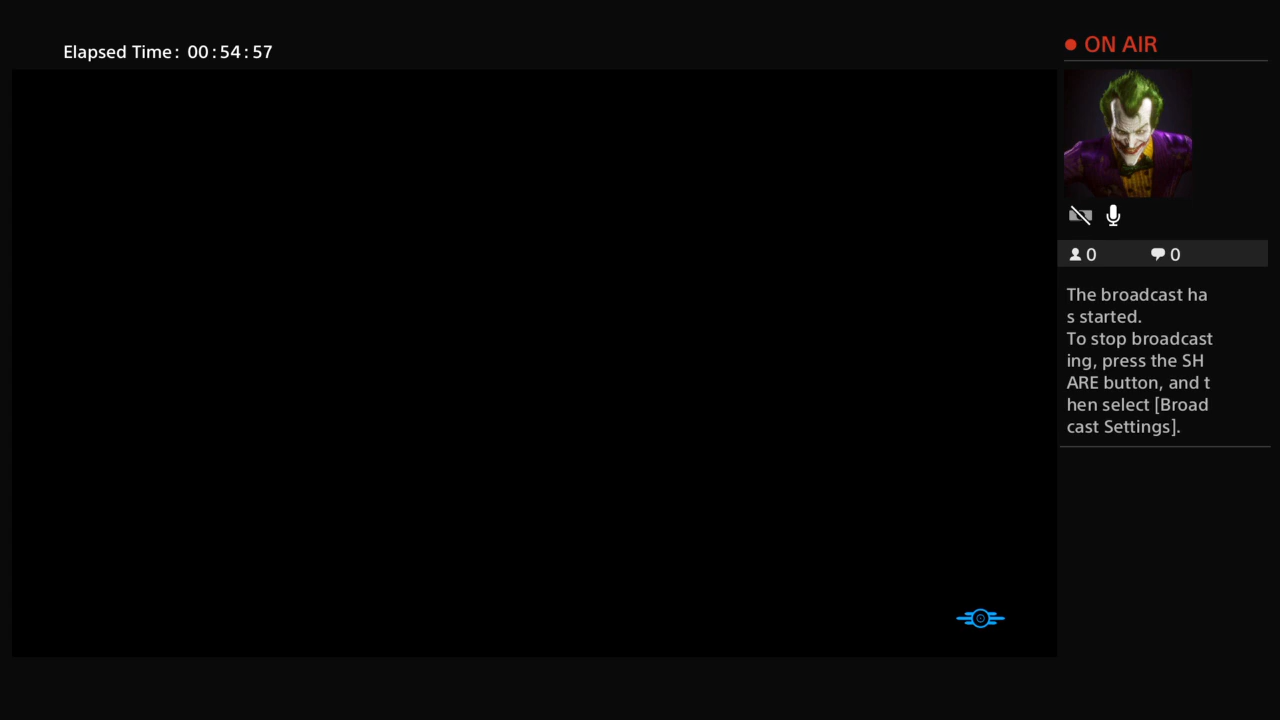 Elapsed Time: 00:54:57
ON AIR
0 0
The broadcast ha
s started.
To stop broadcast
ing, press the SH
ARE button, and t
hen select [Broad
cast Settings].